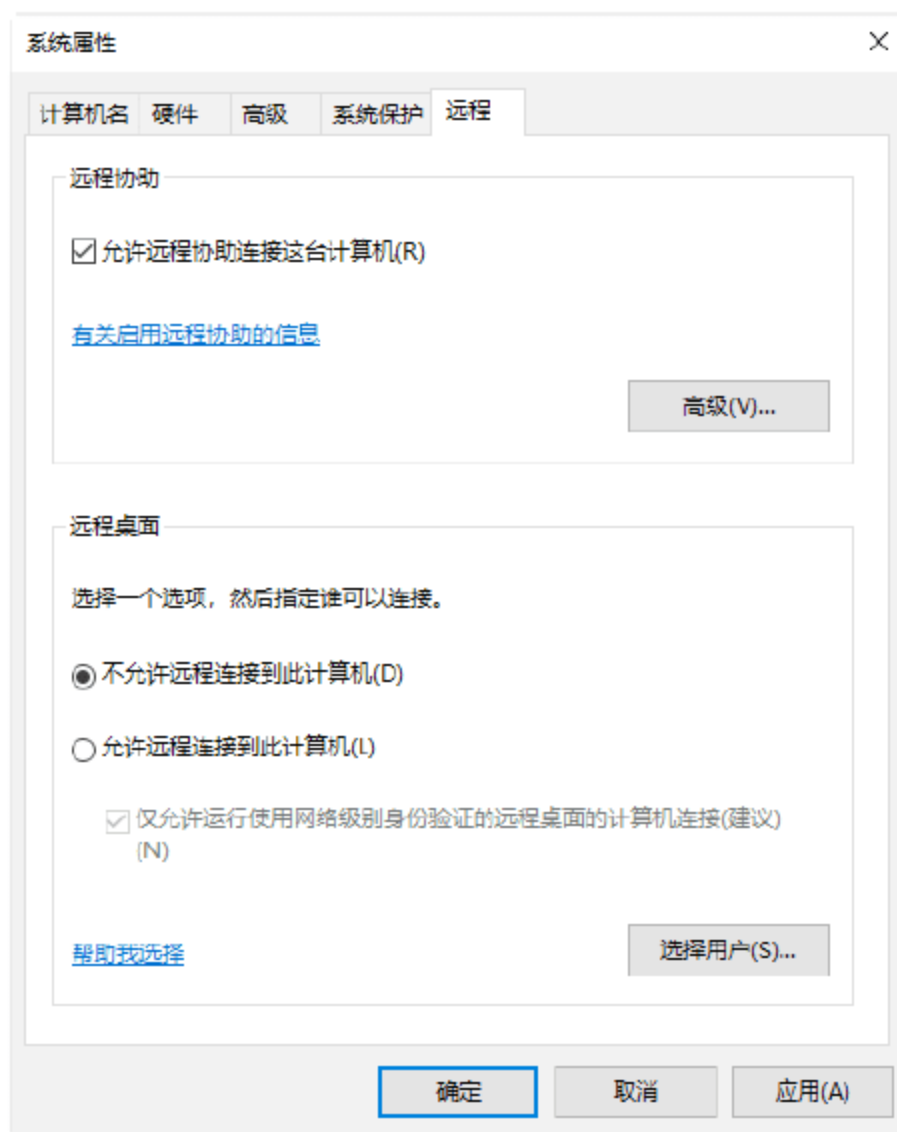 系统属性
计算机名 硬件 高级 系统保护 远程
远程协助
允许远程协助连接这台计算机(R)
有关启用远程协助的信息
高级(V)...
远程桌面
选择一个选项，然后指定谁可以连接。
不允许远程连接到此计算机(D)
允许远程连接到此计算机(L)
仅允许运行使用网络级别身份验证的远程桌面的计算机连接(建议)
(N)
帮助我选择 选择用户(S)...
确定 取消 应用(A)